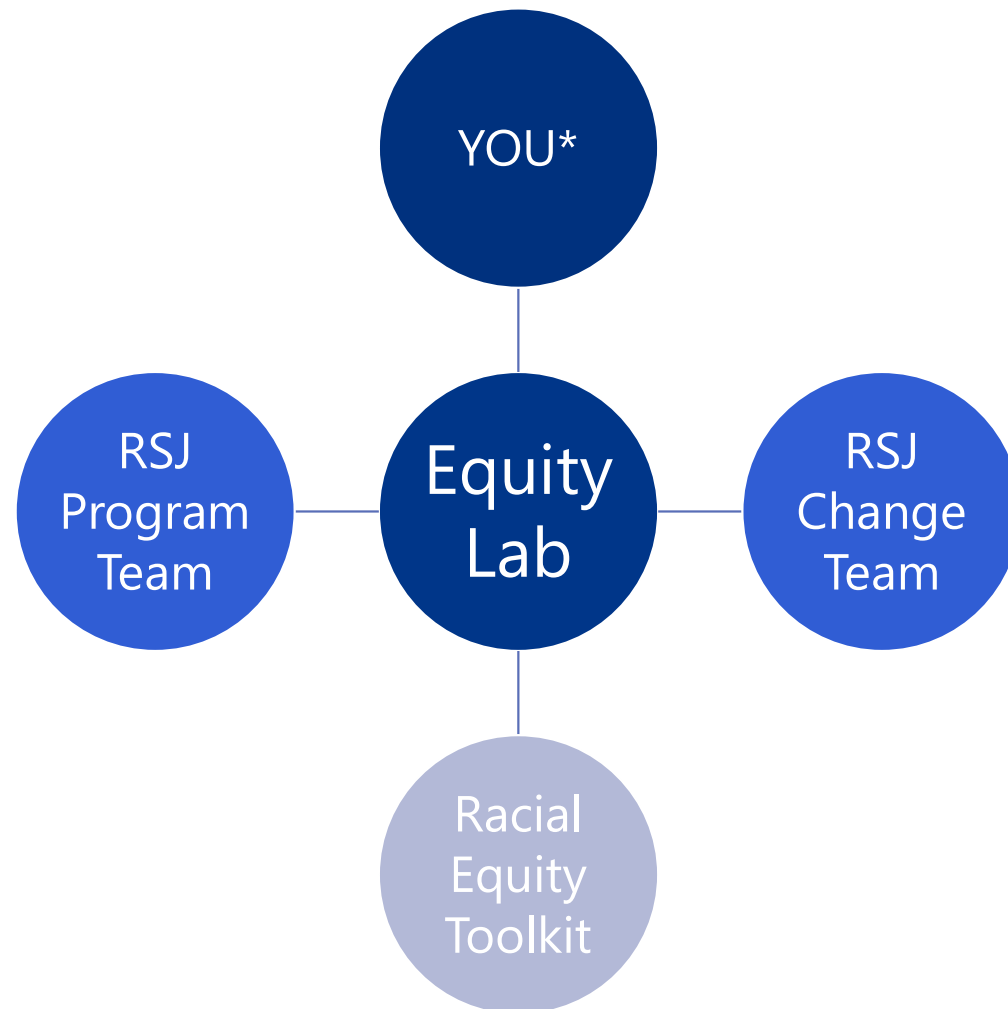 YOU*
RSJ
Program
Team
Equity
Lab
RSJ
Change
Team
Racial
Equity
Toolkit